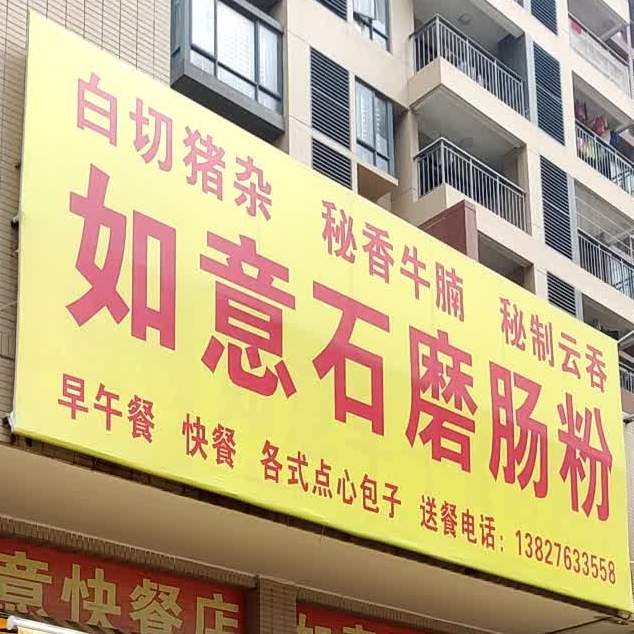 白切猪杂 秘香牛腩 秘制云吞
如意石磨肠粉
早午餐 快餐 各式点心包子 送餐电话:13827633558
意快餐店
如意